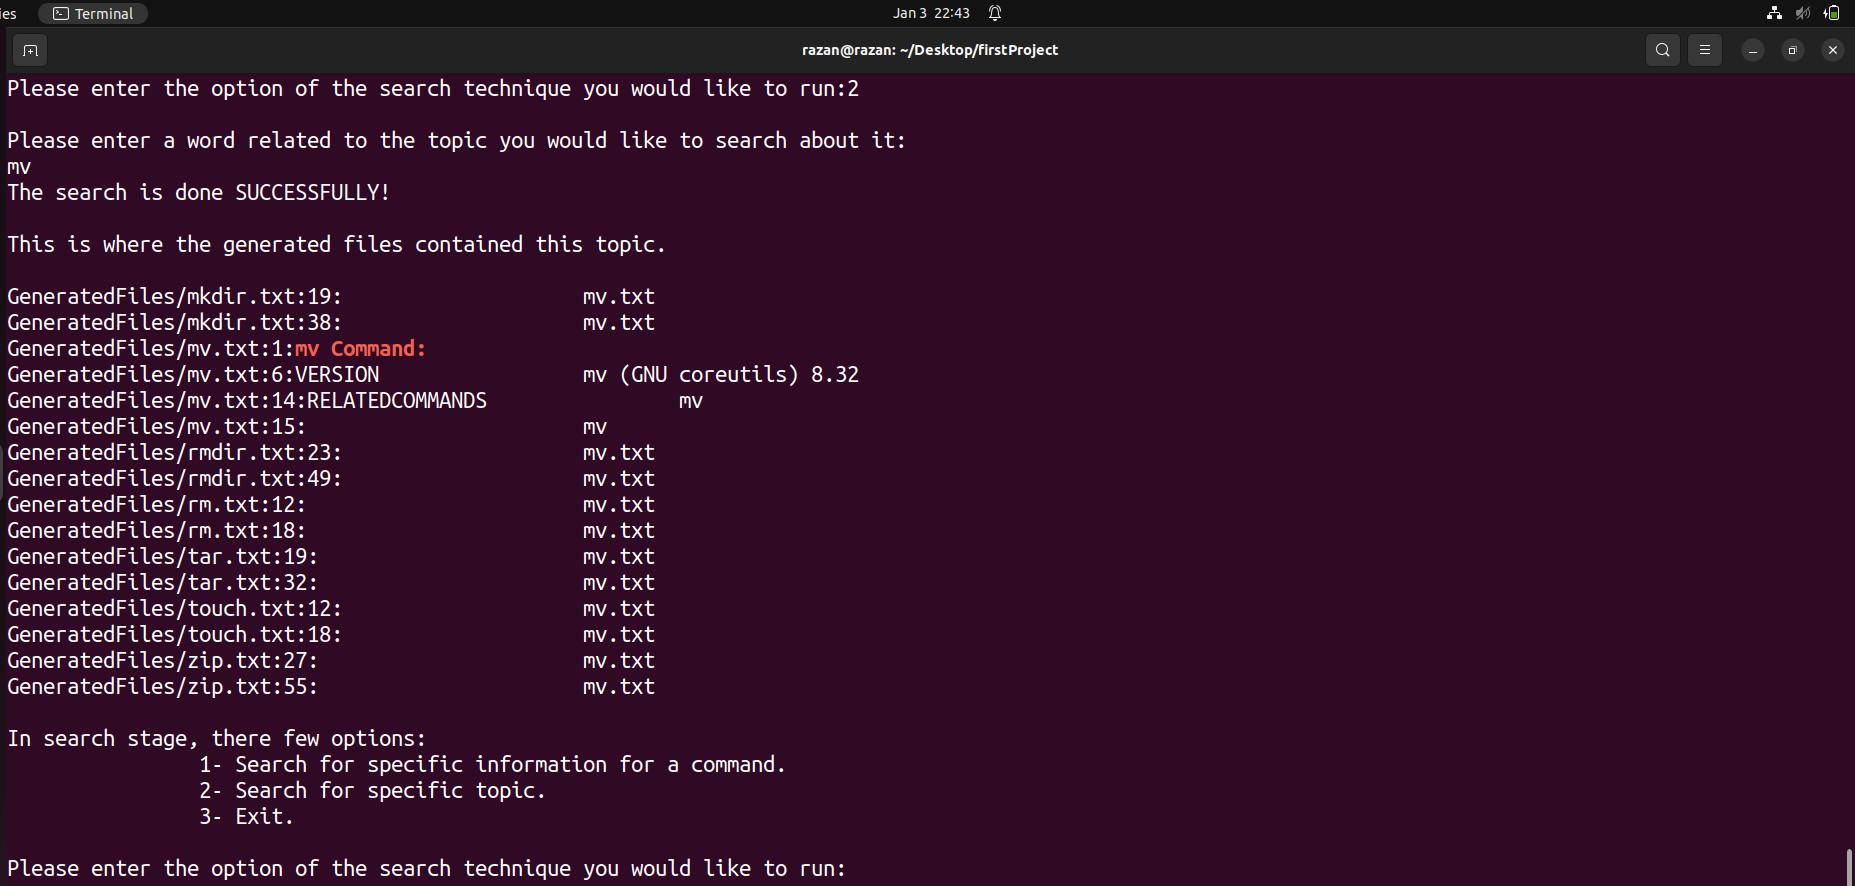 ies Terminal Jan 3 22:43
razan@razan: ~/Desktop/firstProject
Please enter the option of the search technique you would like to run:2
Please enter a word related to the topic you would like to search about it:
mv
The search is done SUCCESSFULLY!
This is where the generated files contained this topic.
GeneratedFiles/mkdir.txt:19: mv.txt
GeneratedFiles/mkdir.txt:38: mv.txt
GeneratedFiles/mv.txt:1:mv Command:
GeneratedFiles/mv.txt:6:VERSION mv (GNU coreutils) 8.32
GeneratedFiles/mv.txt:14:RELATEDCOMMANDS mv
GeneratedFiles/mv.txt:15: mv
GeneratedFiles/rmdir.txt:23: mv.txt
GeneratedFiles/rmdir.txt:49: mv.txt
GeneratedFiles/rm.txt:12: mv.txt
GeneratedFiles/rm.txt:18: mv.txt
GeneratedFiles/tar.txt:19: mv.txt
GeneratedFiles/tar.txt:32: mv.txt
GeneratedFiles/touch.txt:12: mv.txt
GeneratedFiles/touch.txt:18: mv.txt
GeneratedFiles/zip.txt:27: mv.txt
GeneratedFiles/zip.txt:55: mv.txt
In search stage, there few options:
1- Search for specific information for a command.
2- Search for specific topic.
3- Exit.
Please enter the option of the search technique you would like to run: